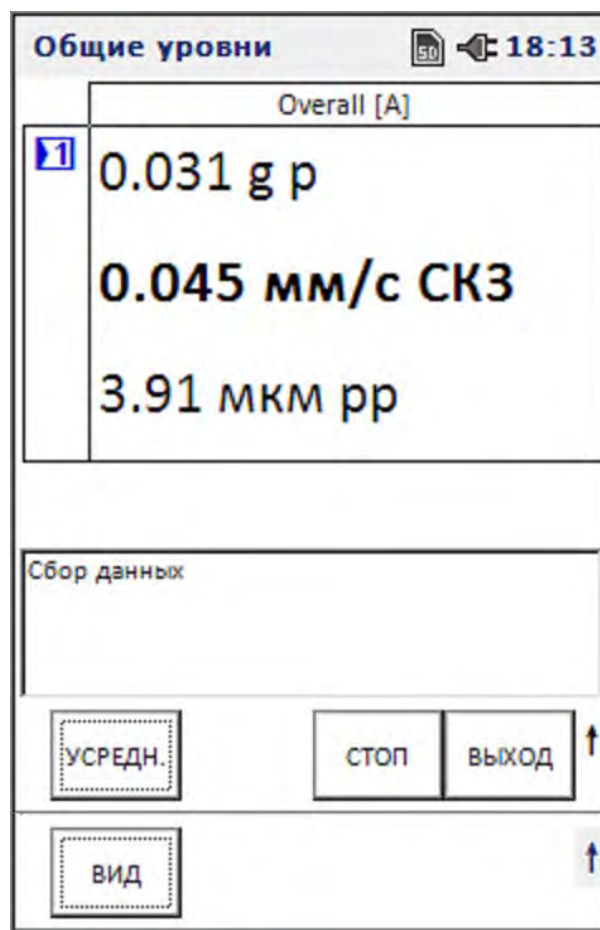 Общие уровни SD 18:13
Overall [A]
1
0.031 g p
0.045 мм/с СКЗ
3.91 мкм pp
Сбор данных
УСРЕДН. СТОП ВЫХОД
ВИД